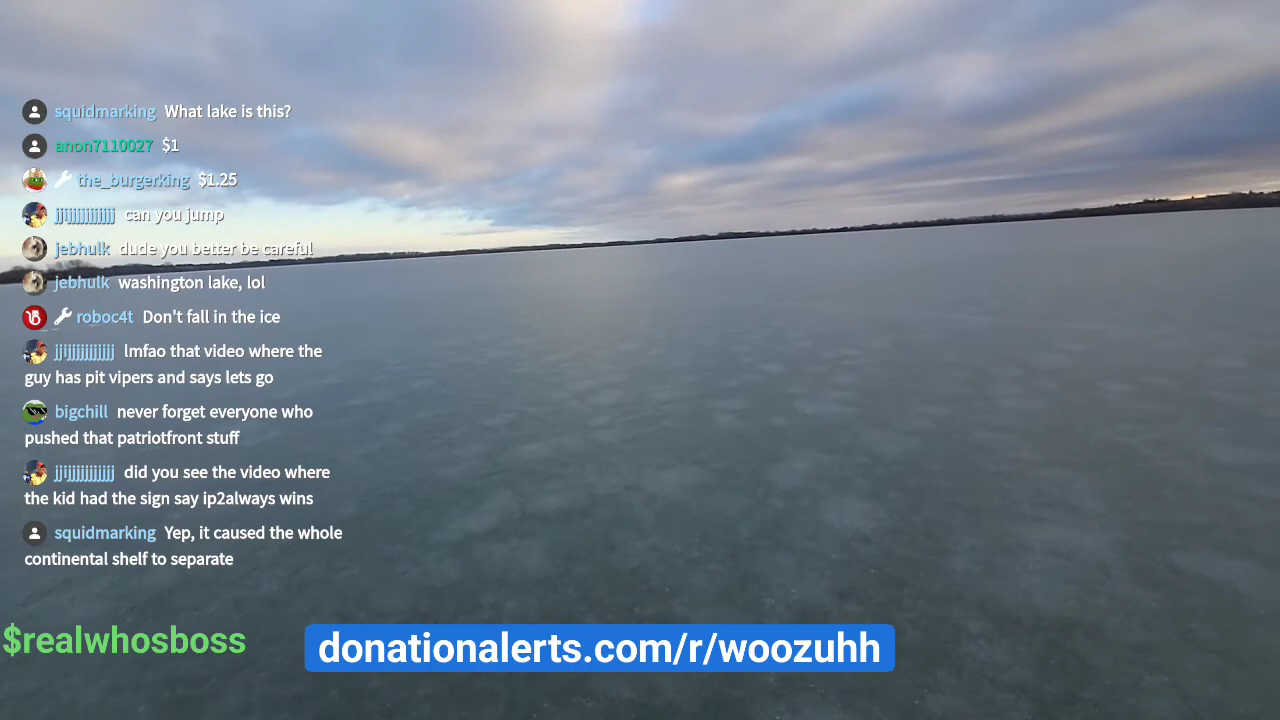 squidmarking What lake is this?
anon7110027 $1
the_burgerking $1.25
jjijjjjjjjjjj can you jump
jebhulk dude you better be careful
jebhulk washington lake, lol
roboc4t Don't fall in the ice
jjijjjjjjjjjj lmfao that video where the
guy has pit vipers and says lets go
bigchill never forget everyone who
pushed that patriotfront stuff
jjijjjjjjjjjj did you see the video where
the kid had the sign say ip2always wins
squidmarking Yep, it caused the whole
continental shelf to separate
$realwhosboss
donationalerts.com/r/woozuhh